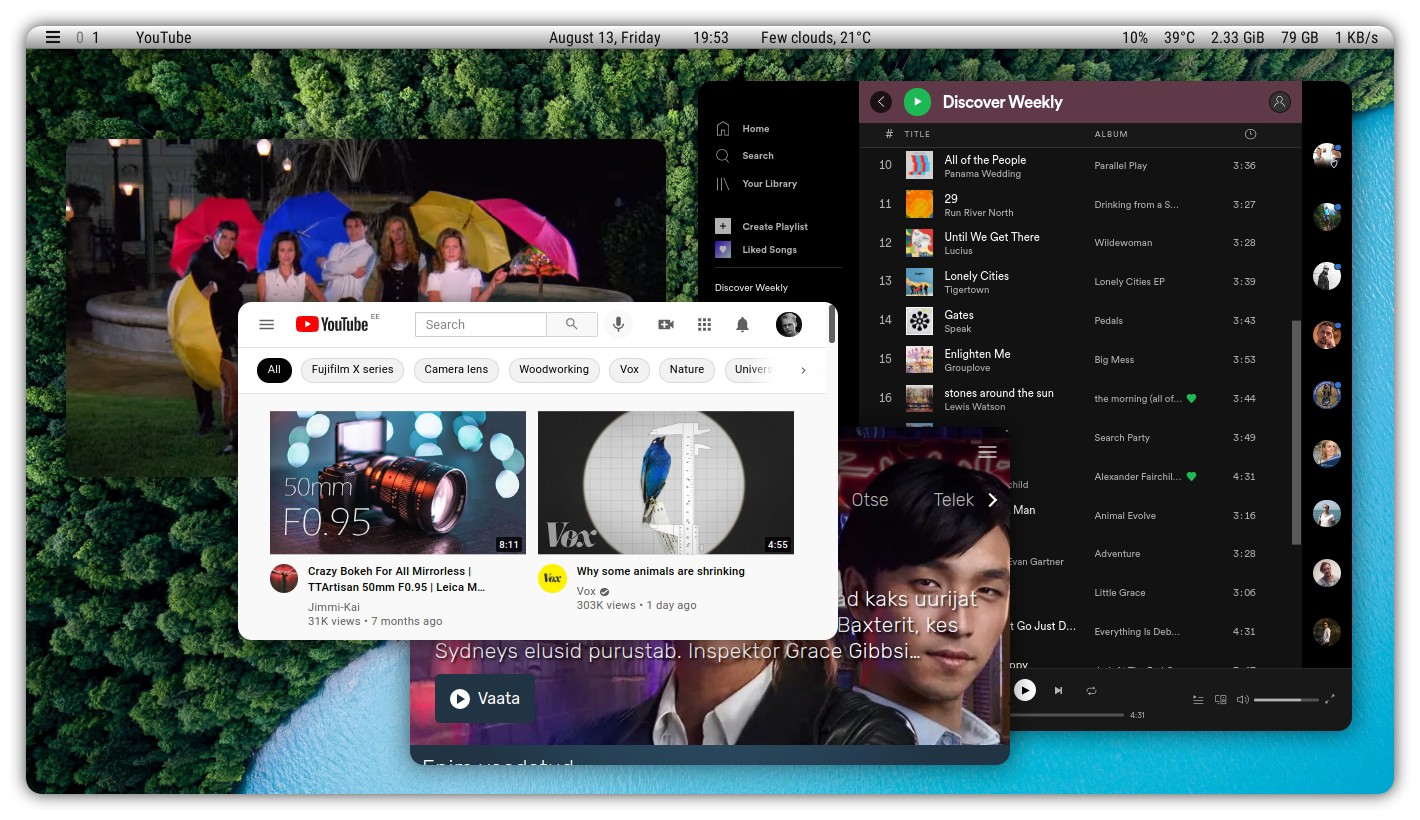 0 1 YouTube August 13, Friday 19:53 Few clouds, 21°C 10% 39°C 2.33 GiB 79 GB 1 KB/s
Home
Search
Your Library
Create Playlist
Liked Songs
Discover Weekly
Discover Weekly
# TITLE ALBUM
10 All of the People Parallel Play 3:36
Panama Wedding
11 29 Drinking from a S... 3:27
Run River North
12 Until We Get There Wildewoman 3:28
Lucius
13 Lonely Cities Lonely Cities EP 3:39
Tigertown
14 Gates Pedals 3:43
Speak
15 Enlighten Me Big Mess 3:53
Grouplove
16 stones around the sun the morning (all of... 3:44
Lewis Watson
Search Party 3:49
Alexander Fairchil... 4:31
child
Man Animal Evolve 3:16
Adventure 3:28
Evan Gartner
Little Grace 3:06
t Go Just D... Everything Is Deb... 4:31
ppy
4:31
YouTube EE
Search
All Fujifilm X series Camera lens Woodworking Vox Nature Univers
50mm
F0.95
8:11
Crazy Bokeh For All Mirrorless |
TTArtisan 50mm F0.95 | Leica M...
Jimmi-Kai
31K views • 7 months ago
Vox
4:55
Vox
Why some animals are shrinking
Vox
303K views • 1 day ago
Otse Telek
ad kaks uurijat
Baxterit, kes
Sydneys elusid purustab. Inspektor Grace Gibbsi...
Vaata